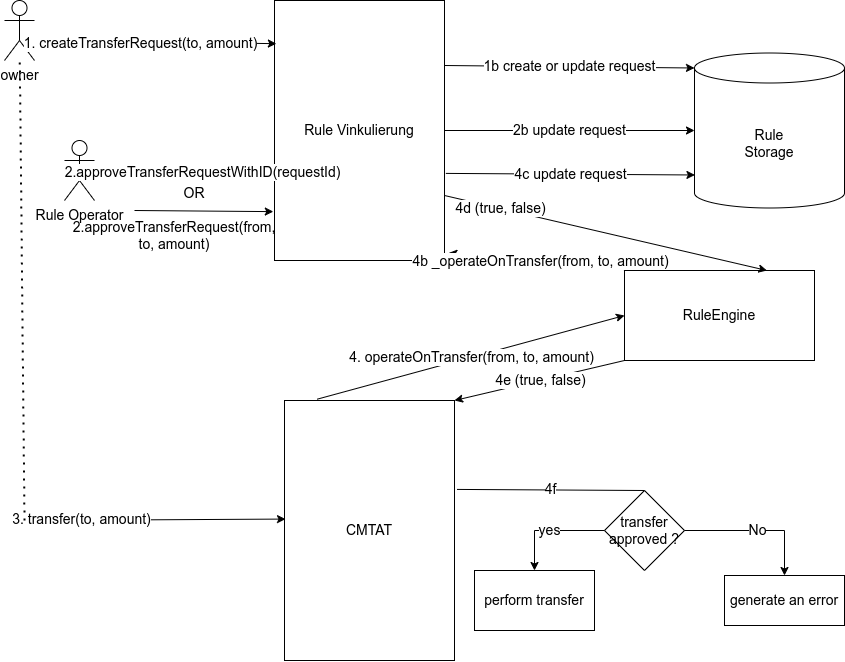 1. createTransferRequest(to, amount)
owner
1b create or update request
Rule Vinkulierung
2b update request
Rule
Storage
2.approveTransferRequestWithID(requestId)
4c update request
OR
Rule Operator
4d (true, false)
2.approveTransferRequest(from,
to, amount)
4b _operateOnTransfer(from, to, amount)
RuleEngine
4. operateOnTransfer(from, to, amount)
4e (true, false)
4f
3. transfer(to, amount)
CMTAT
transfer
approved ?
yes
No
perform transfer
generate an error